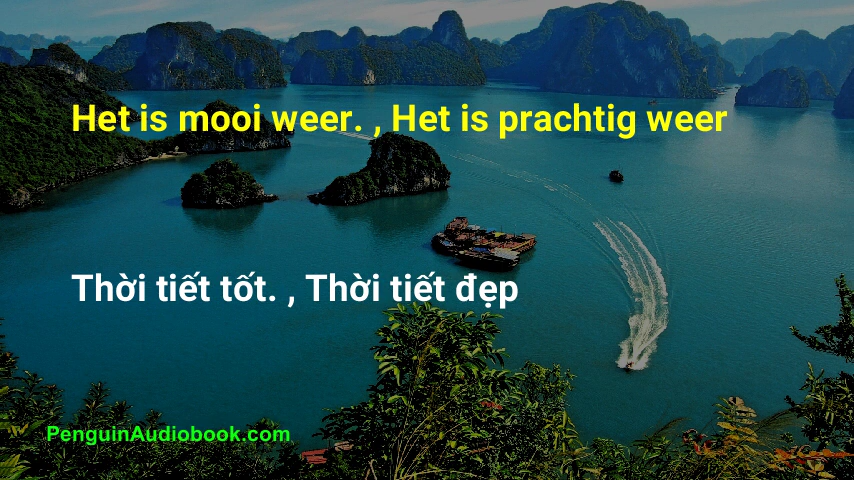 Het is mooi weer. , Het is prachtig weer
Thời tiết tốt. , Thời tiết đẹp
PenguinAudiobook.com